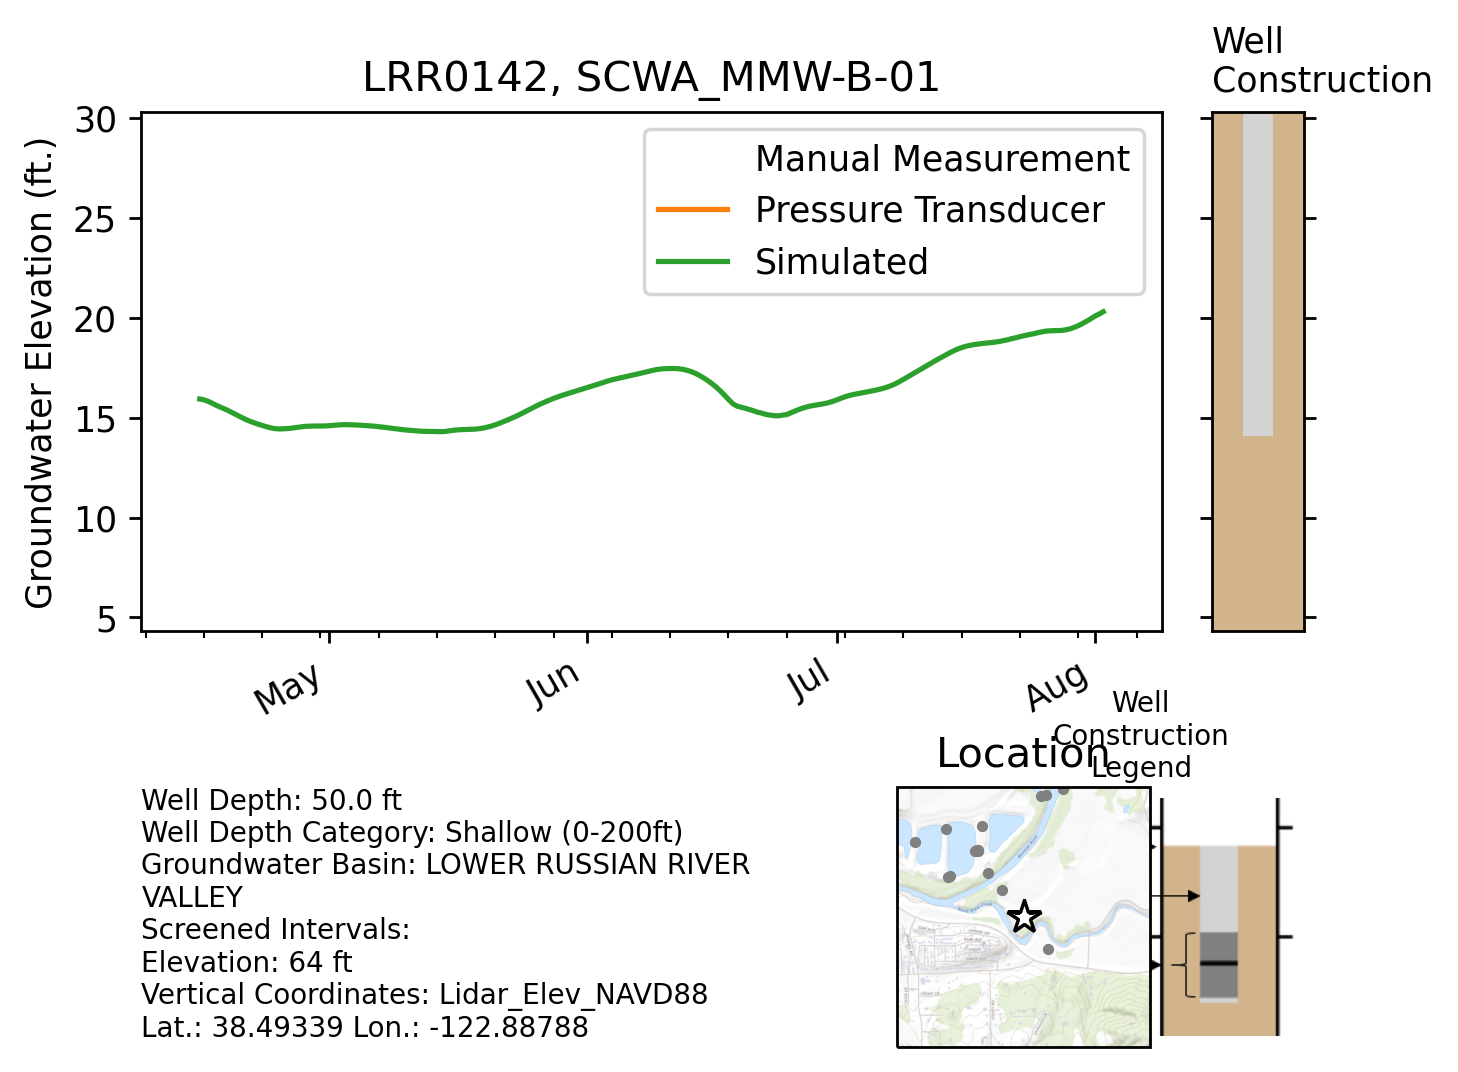 Well
Construction
LRR0142, SCWA_MMW-B-01
Groundwater Elevation (ft.)
30
25
20
15
10
5
Manual Measurement
Pressure Transducer
Simulated
May
Jun
Jul
Aug
Well
Construction
Legend
Location
Well Depth: 50.0 ft
Well Depth Category: Shallow (0-200ft)
Groundwater Basin: LOWER RUSSIAN RIVER
VALLEY
Screened Intervals:
Elevation: 64 ft
Vertical Coordinates: Lidar_Elev_NAVD88
Lat.: 38.49339 Lon.: -122.88788